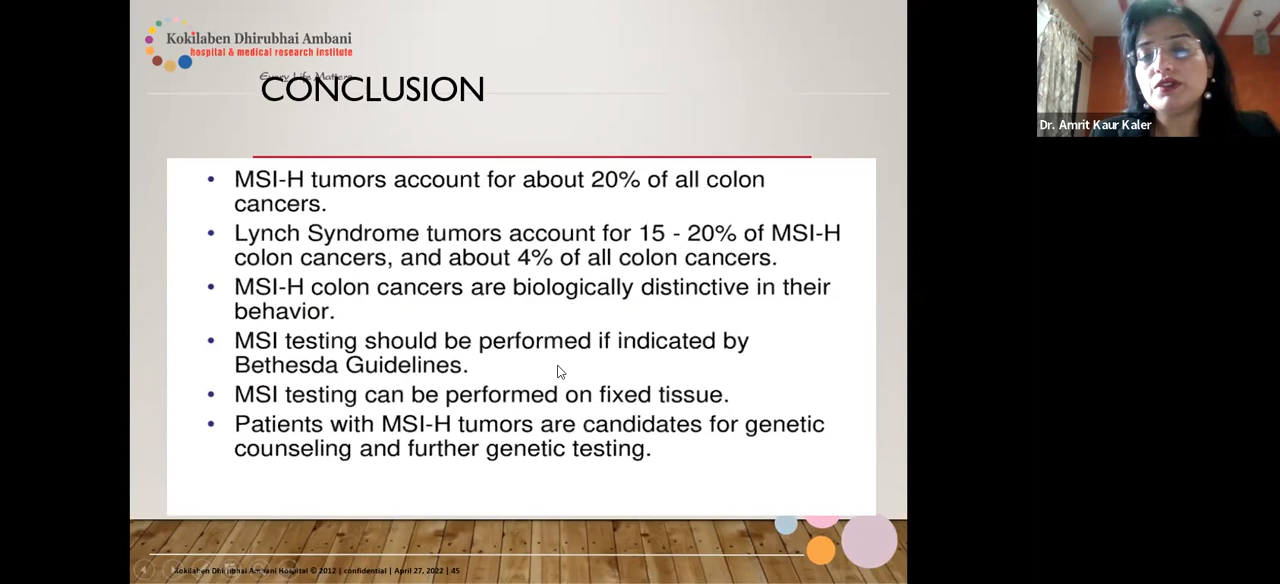 Kokilaben Dhirubhai Ambani
hospital & medical research institute
Every Life Matters
CONCLUSION
• MSI-H tumors account for about 20% of all colon
cancers.
• Lynch Syndrome tumors account for 15 - 20% of MSI-H
colon cancers, and about 4% of all colon cancers.
• MSI-H colon cancers are biologically distinctive in their
behavior.
• MSI testing should be performed if indicated by
Bethesda Guidelines.
• MSI testing can be performed on fixed tissue.
• Patients with MSI-H tumors are candidates for genetic
counseling and further genetic testing.
Kokilaben Dhirubhai Ambani Hospital © 2012 | confidential | April 27, 2022 | 45
Dr. Amrit Kaur Kaler